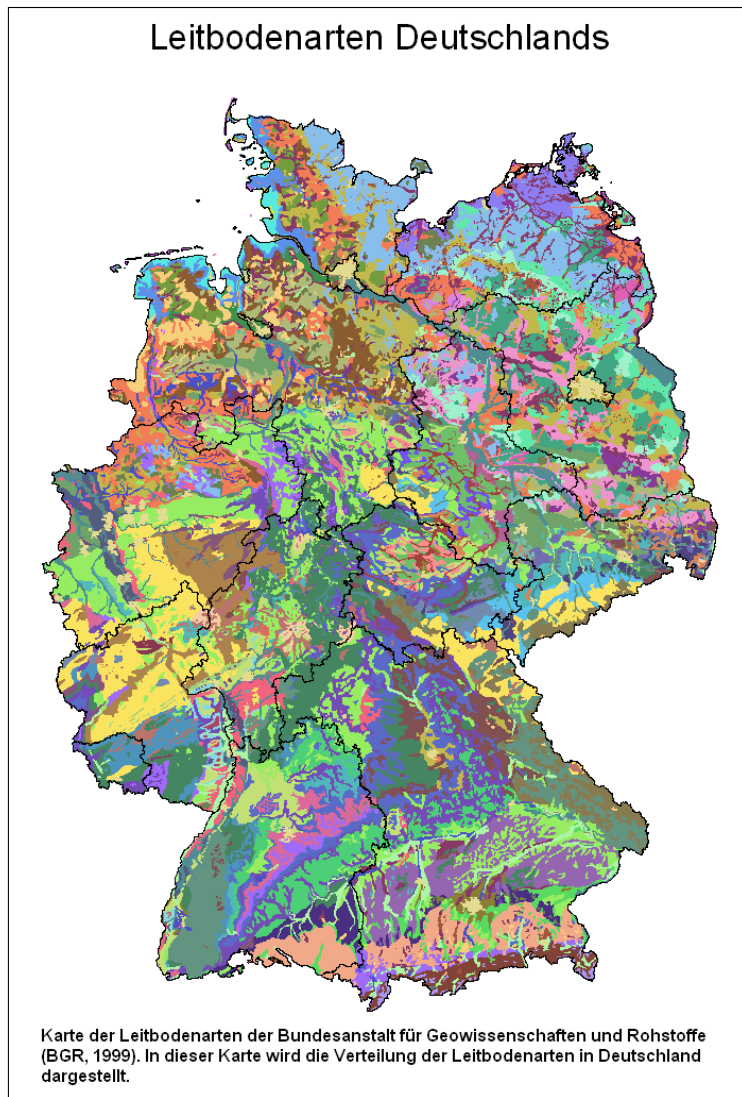 Leitbodenarten Deutschlands
Karte der Leitbodenarten der Bundesanstalt für Geowissenschaften und Rohstoffe
(BGR, 1999). In dieser Karte wird die Verteilung der Leitbodenarten in Deutschland
dargestellt.